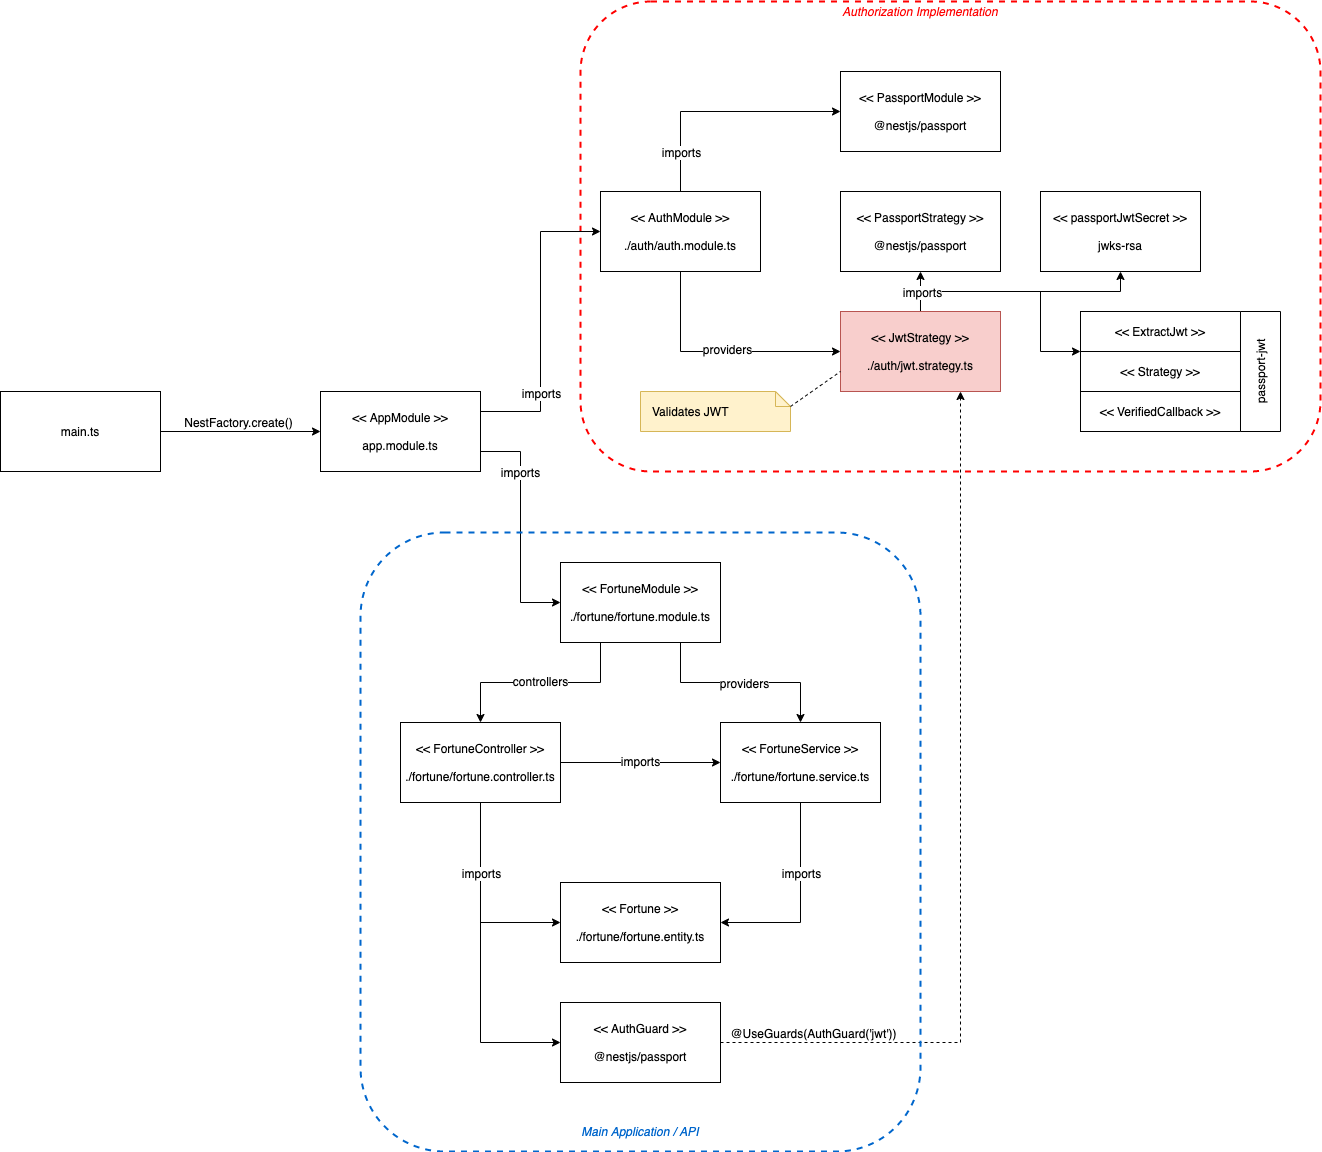 Authorization Implementation
<< PassportModule >>
@nestjs/passport
imports
<< AuthModule >>
./auth/auth.module.ts
<< PassportStrategy >>
@nestjs/passport
<< passportJwtSecret >>
jwks-rsa
imports
providers
<< JwtStrategy >>
./auth/jwt.strategy.ts
<< ExtractJwt >>
<< Strategy >>
<< VerifiedCallback >>
passport-jwt
Validates JWT
imports
main.ts
NestFactory.create()
<< AppModule >>
app.module.ts
imports
<< FortuneModule >>
./fortune/fortune.module.ts
controllers
providers
<< FortuneController >>
./fortune/fortune.controller.ts
imports
<< FortuneService >>
./fortune/fortune.service.ts
imports
imports
<< Fortune >>
./fortune/fortune.entity.ts
<< AuthGuard >>
@nestjs/passport
@UseGuards(AuthGuard('jwt'))
Main Application / API